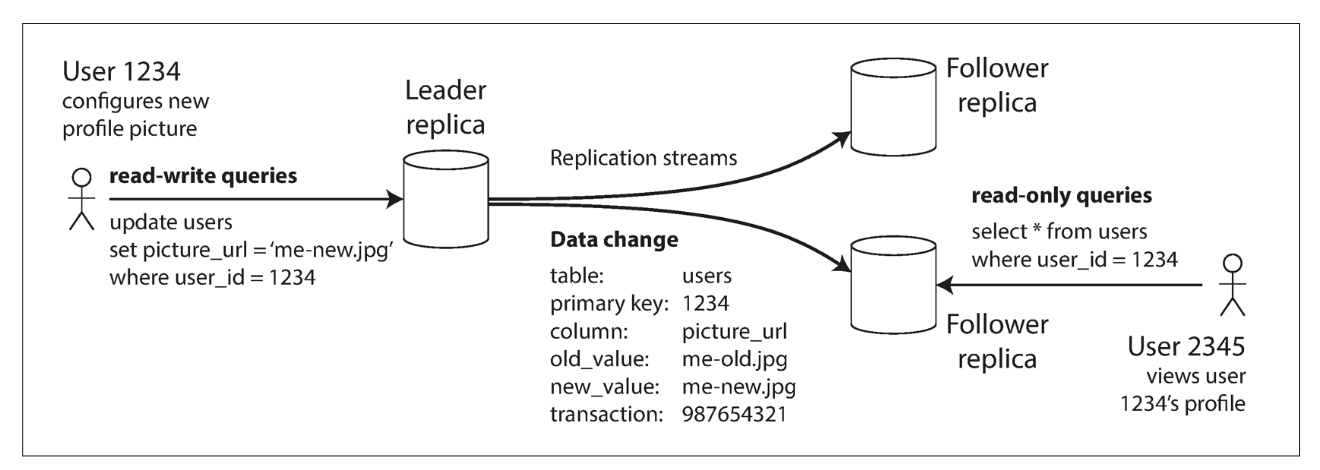 User 1234
configures new
profile picture
read-write queries
update users
set picture_url = ‘me-new.jpg’
where user_id = 1234
Leader
replica
Replication streams
Data change
table: users
primary key: 1234
column: picture_url
old_value: me-old.jpg
new_value: me-new.jpg
transaction: 987654321
Follower
replica
read-only queries
select * from users
where user_id = 1234
Follower
replica
User 2345
views user
1234’s profile